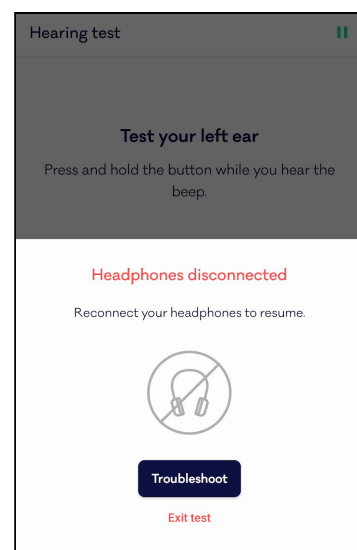 Hearing test
Test your left ear
Press and hold the button while you hear the
beep.
Headphones disconnected
Reconnect your headphones to resume.
Troubleshoot
Exit test